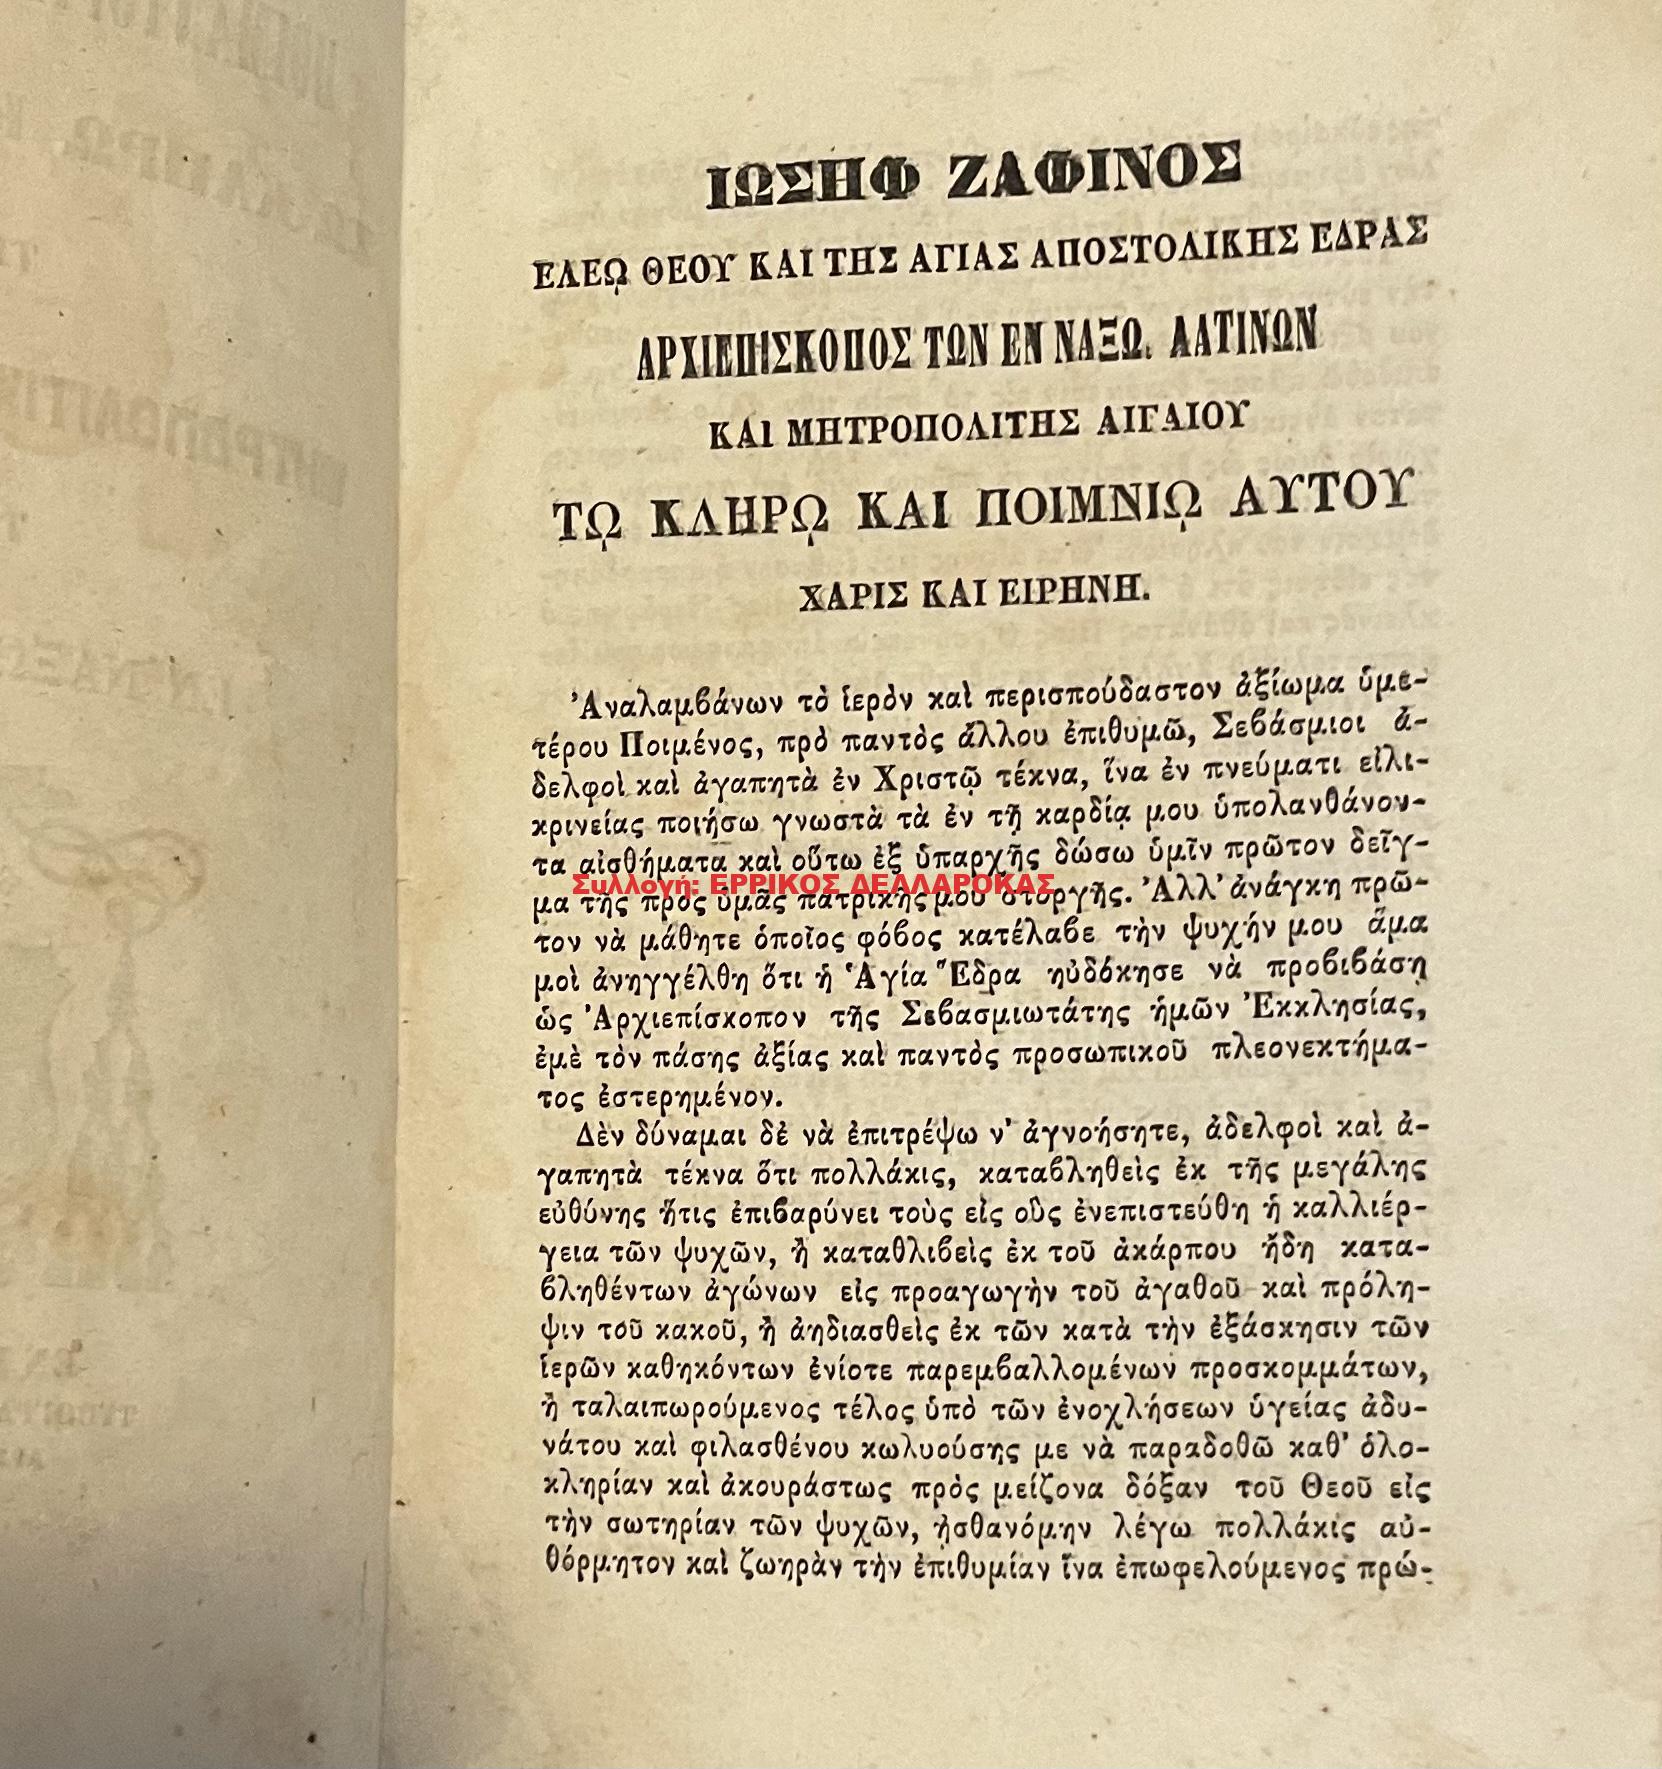 ΙΩΣΗΦ ΖΑΦΙΝΟΣ
ΕΛΕῼ ΘΕΟΥ ΚΑΙ ΤΗΣ ΑΓΙΑΣ ΑΠΟΣΤΟΛΙΚΗΣ ΕΔΡΑΣ
ΑΡΧΙΕΠΙΣΚΟΠΟΣ ΤΩΝ ΕΝ ΝΑΞΩ. ΛΑΤΙΝΩΝ
ΚΑΙ ΜΗΤΡΟΠΟΛΙΤΗΣ ΑΙΓΑΙΟΥ
Τῼ ΚΛΗΡῼ ΚΑΙ ΠΟΙΜΝΙῼ ΑΥΤΟΥ
ΧΑΡΙΣ ΚΑΙ ΕΙΡΗΝΗ.
Ἀναλαμβάνων τὸ ἱερὸν καὶ περισπούδαστον ἀξίωμα ὑμε-
τέρου Ποιμένος, πρὸ παντὸς ἄλλου ἐπιθυμῶ, Σεβάσμιοι ἀ-
δελφοὶ καὶ ἀγαπητὰ ἐν Χριστῷ τέκνα, ἵνα ἐν πνεύματι εἰλι-
κρινείας ποιήσω γνωστὰ τὰ ἐν τῇ καρδίᾳ μου ὑπολανθάνον-
τα αἰσθήματα καὶ οὕτω ἐξ ὑπαρχῆς δώσω ὑμῖν πρῶτον δεῖγ-
Συλλογή: ΕΡΡΙΚΟΣ ΔΕΛΛΑΡΟΚΑΣ
μα τῆς πρὸς ὑμᾶς πατρικῆς μου στοργῆς. Ἀλλ' ἀνάγκη πρῶ-
τον νὰ μάθητε ὁποῖος φόβος κατέλαβε τὴν ψυχήν μου ἅμα
μοὶ ἀνηγγέλθη ὅτι ἡ Ἁγία Ἕδρα ηὐδόκησε νὰ προβιβάσῃ
ὡς Ἀρχιεπίσκοπον τῆς Σεβασμιωτάτης ἡμῶν Ἐκκλησίας,
ἐμὲ τὸν πάσης ἀξίας καὶ παντὸς προσωπικοῦ πλεονεκτήμα-
τος ἐστερημένον.
Δὲν δύναμαι δὲ νὰ ἐπιτρέψω ν' ἀγνοήσητε, ἀδελφοὶ καὶ ἀ-
γαπητὰ τέκνα ὅτι πολλάκις, καταβληθεὶς ἐκ τῆς μεγάλης
εὐθύνης ἥτις ἐπιβαρύνει τοὺς εἰς οὓς ἐνεπιστεύθη ἡ καλλιέρ-
γεια τῶν ψυχῶν, ἢ καταθλιβεὶς ἐκ τοῦ ἀκάρπου ἤδη κατα-
βληθέντων ἀγώνων εἰς προαγωγὴν τοῦ ἀγαθοῦ καὶ πρόλη-
ψιν τοῦ κακοῦ, ἢ ἀηδιασθεὶς ἐκ τῶν κατὰ τὴν ἐξάσκησιν τῶν
ἱερῶν καθηκόντων ἐνίοτε παρεμβαλλομένων προσκομμάτων,
ἢ ταλαιπωρούμενος τέλος ὑπὸ τῶν ἐνοχλήσεων ὑγείας ἀδυ-
νάτου καὶ φιλασθένου κωλυούσης με νὰ παραδοθῶ καθ' ὁλο-
κληρίαν καὶ ἀκουράστως πρὸς μείζονα δόξαν τοῦ Θεοῦ εἰς
τὴν σωτηρίαν τῶν ψυχῶν, ᾐσθανόμην λέγω πολλάκις αὐ-
θόρμητον καὶ ζωηρὰν τὴν ἐπιθυμίαν ἵνα ἐπωφελούμενος πρώ-